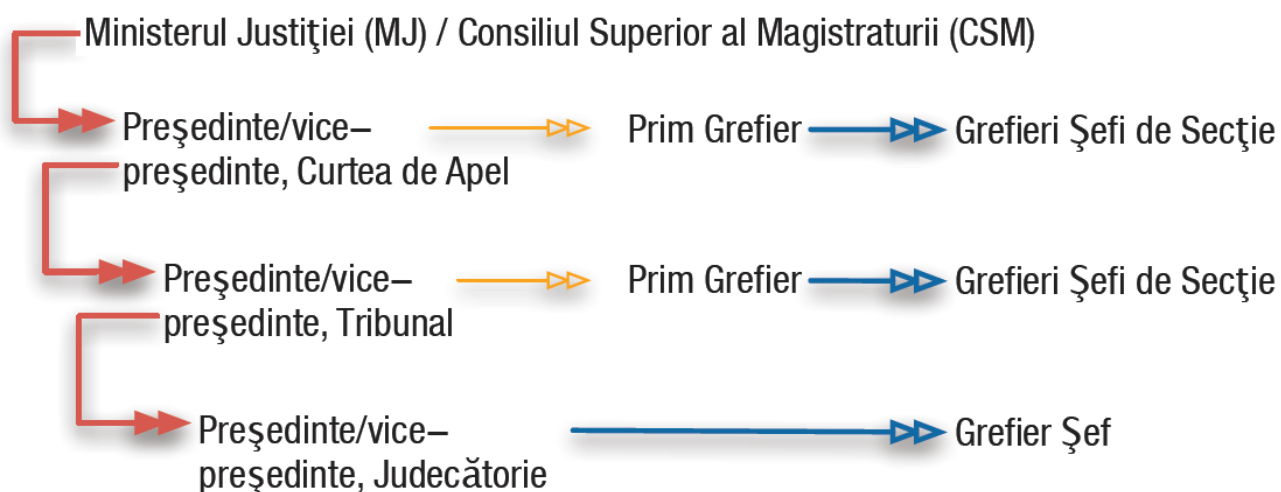 Ministerul Justiţiei (MJ) / Consiliul Superior al Magistraturii (CSM)
Preşedinte/vice–
preşedinte, Curtea de Apel
Prim Grefier
Grefieri Şefi de Secţie
Preşedinte/vice–
preşedinte, Tribunal
Prim Grefier
Grefieri Şefi de Secţie
Preşedinte/vice–
preşedinte, Judecătorie
Grefier Şef